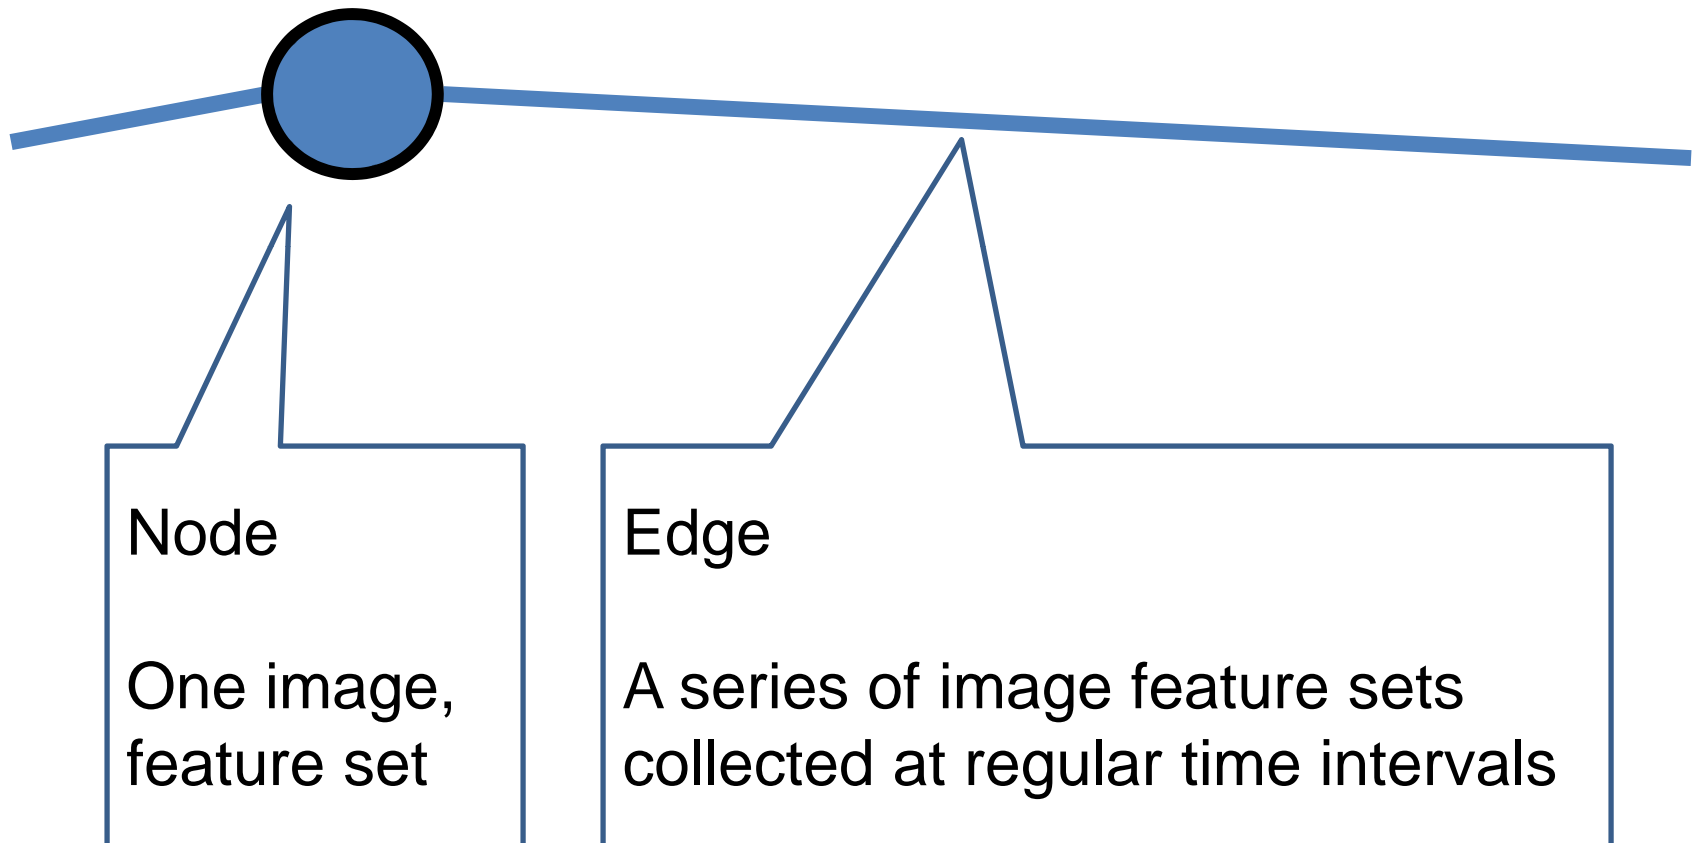 Node
One image,
feature set
Edge
A series of image feature sets
collected at regular time intervals